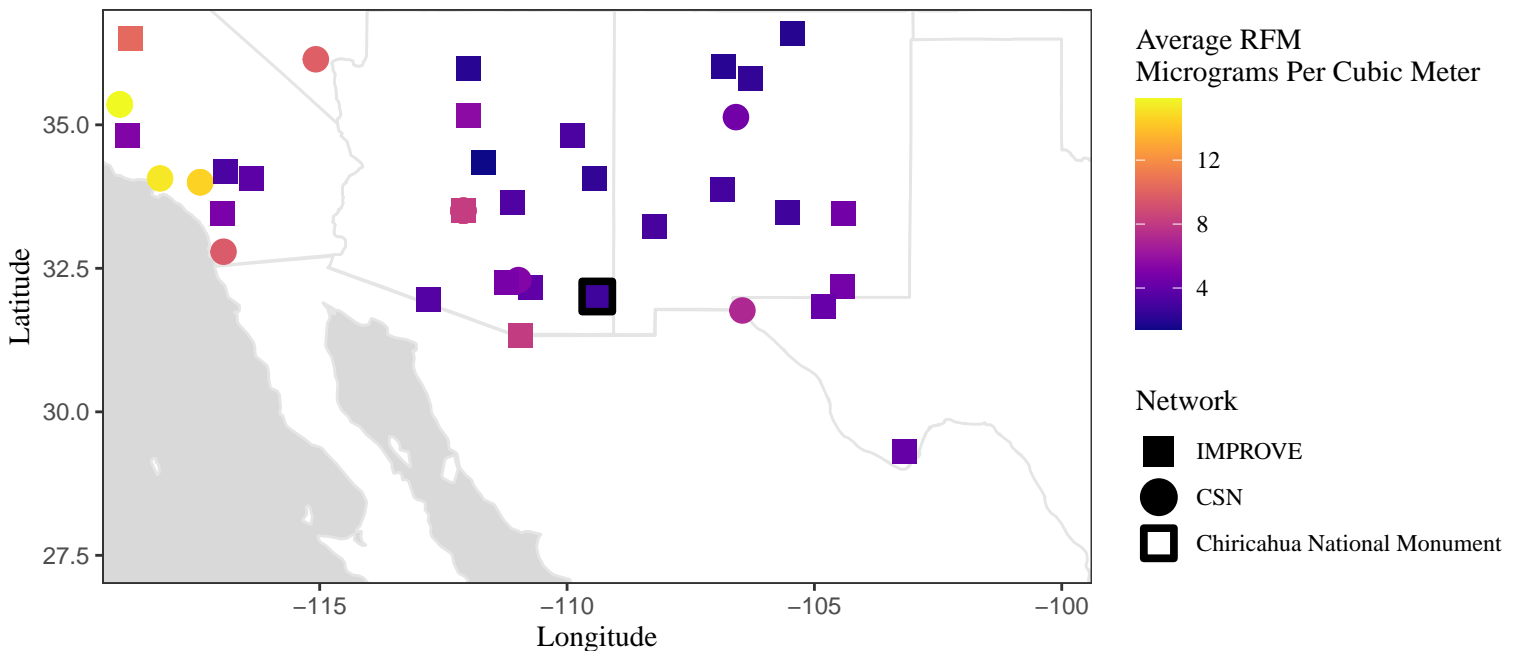 Average RFM
Micrograms Per Cubic Meter
12
8
4
Network
IMPROVE
CSN
Chiricahua National Monument
Latitude
35.0
32.5
30.0
27.5
−115
−110
−105
−100
Longitude